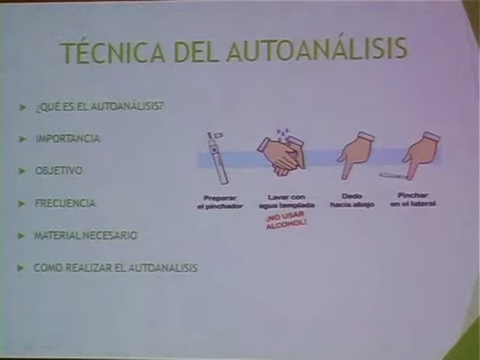 TÉCNICA DEL AUTOANÁLISIS
¿QUÉ ES EL AUTOANÁLISIS?
IMPORTANCIA
OBJETIVO
FRECUENCIA
MATERIAL NECESARIO
COMO REALIZAR EL AUTOANALISIS
Preparar
el pinchador
Lavar con
agua templada
¡NO USAR
ALCOHOL!
Dedo
hacia abajo
Pinchar
en el lateral